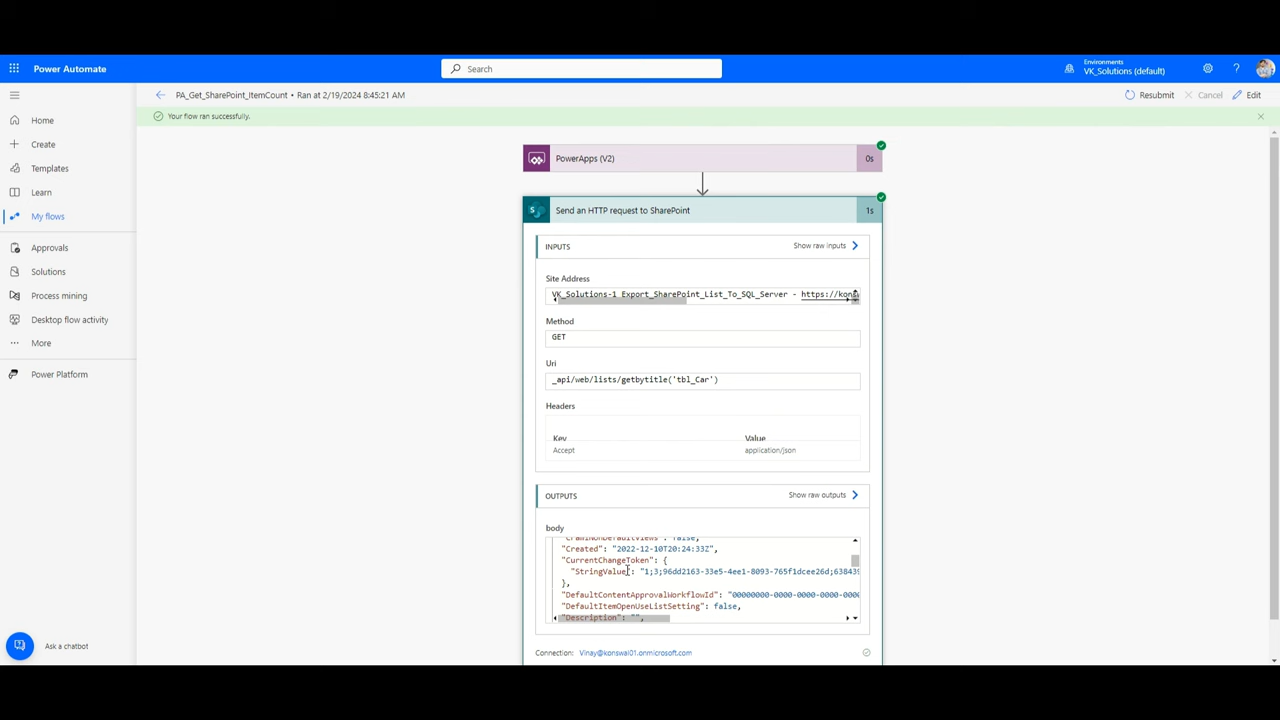 Power Automate
Search
Environments
VK_Solutions (default)
PA_Get_SharePoint_ItemCount • Ran at 2/19/2024 8:45:21 AM
Resubmit
Cancel
Edit
Your flow ran successfully.
Home
Create
Templates
Learn
My flows
Approvals
Solutions
Process mining
Desktop flow activity
More
Power Platform
Ask a chatbot
PowerApps (V2)
0s
Send an HTTP request to SharePoint
1s
INPUTS
Show raw inputs
Site Address
VK_Solutions-1 Export_SharePoint_List_To_SQL_Server - https://kons
Method
GET
Uri
_api/web/lists/getbytitle('tbl_Car')
Headers
Key
Value
Accept
application/json
OUTPUTS
Show raw outputs
body
"CrawlNonDefaultViews": false,
"Created": "2022-12-10T20:24:33Z",
"CurrentChangeToken": {
"StringValue": "1;3;96dd2163-33e5-4ee1-8093-765f1dcee26d;638439
},
"DefaultContentApprovalWorkflowId": "00000000-0000-0000-0000-0000
"DefaultItemOpenUseListSetting": false,
"Description": "",
Connection: Vinay@konswai01.onmicrosoft.com